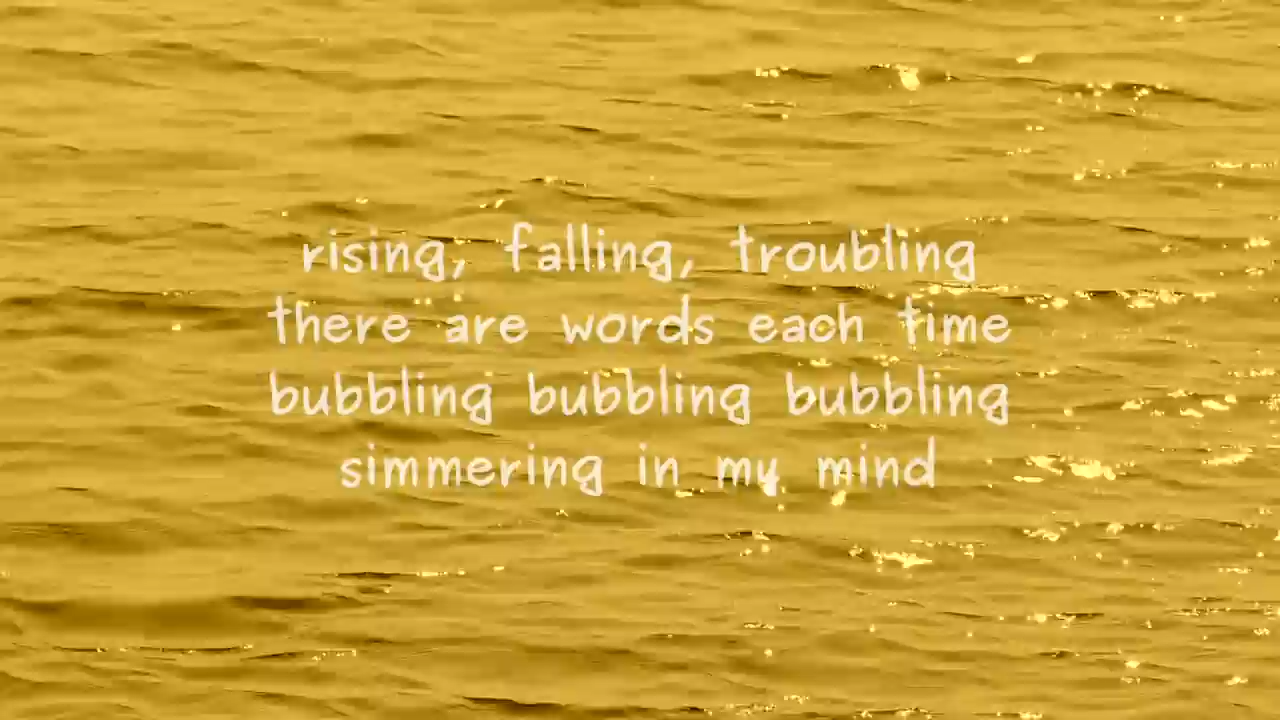 rising, falling, troubling
there are words each time
bubbling bubbling bubbling
simmering in my mind